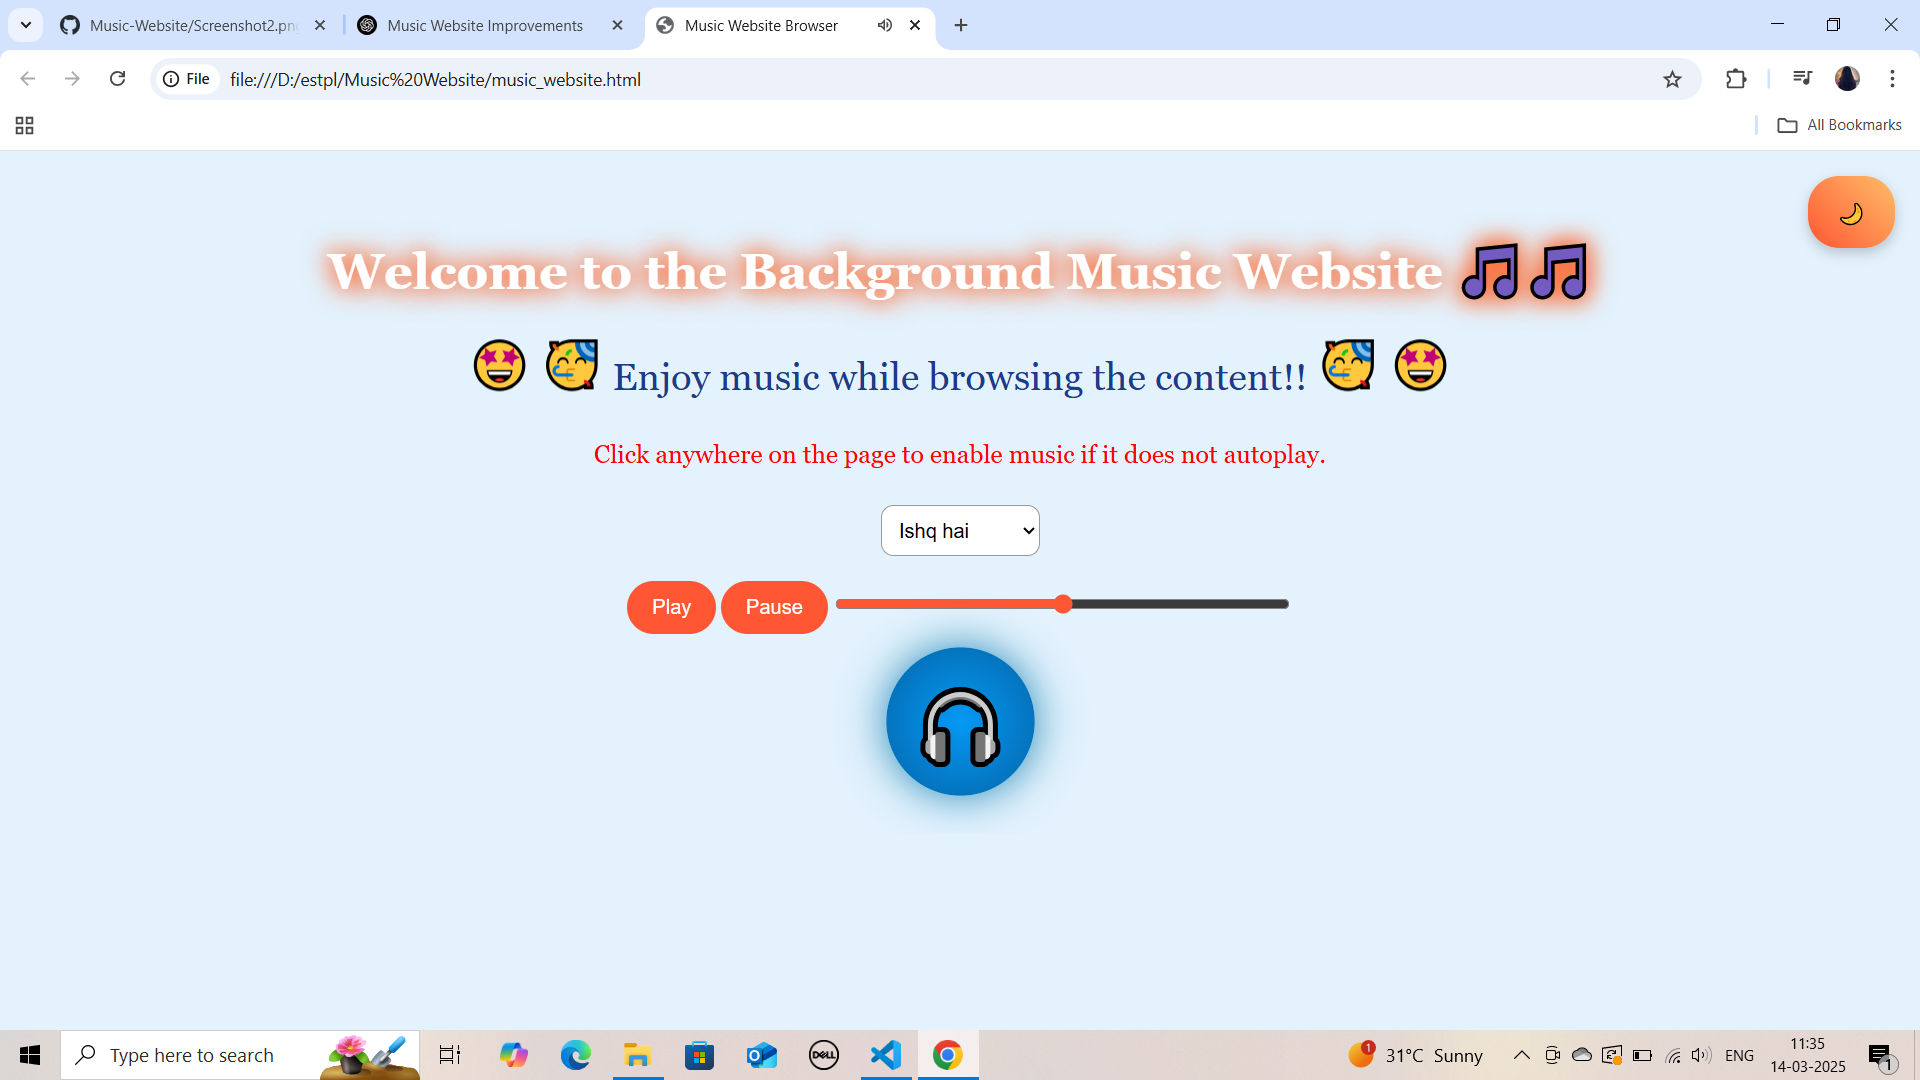 Music-Website/Screenshot2.pn
Music Website Improvements
Music Website Browser
File
file:///D:/estpl/Music%20Website/music_website.html
All Bookmarks
Welcome to the Background Music Website
Enjoy music while browsing the content!!
Click anywhere on the page to enable music if it does not autoplay.
Ishq hai
Play
Pause
Type here to search
DELL
1
31°C Sunny
ENG
11:35
14-03-2025
1